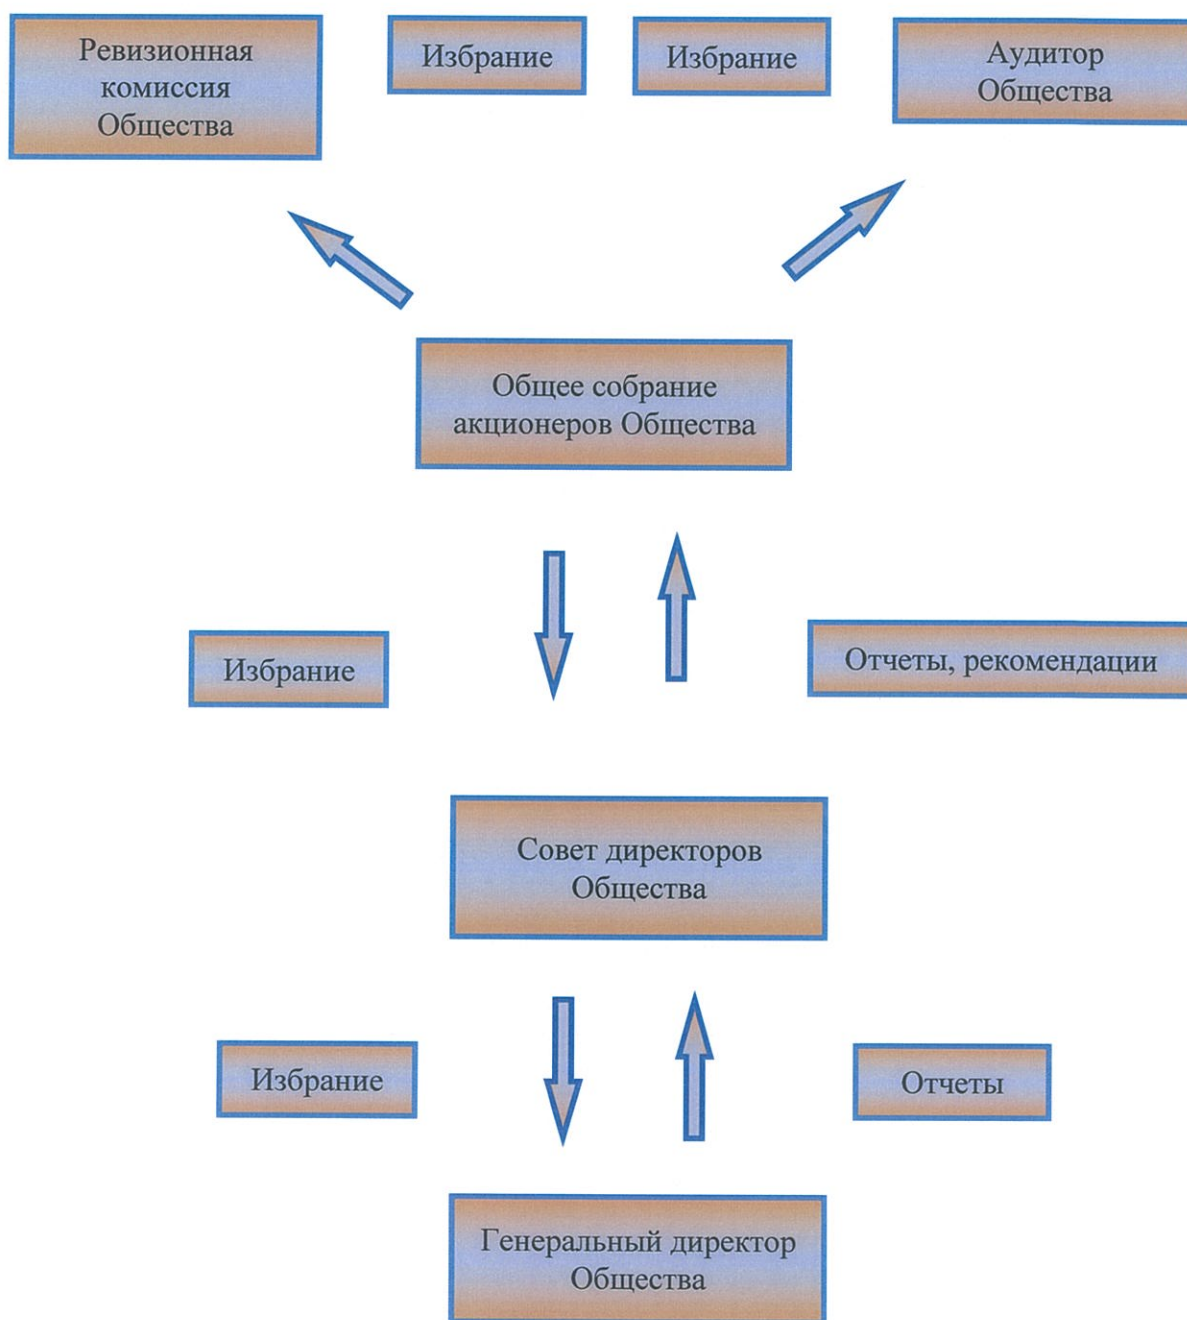 Ревизионная
комиссия
Общества
Избрание
Избрание
Аудитор
Общества
Общее собрание
акционеров Общества
Избрание
Отчеты, рекомендации
Совет директоров
Общества
Избрание
Отчеты
Генеральный директор
Общества